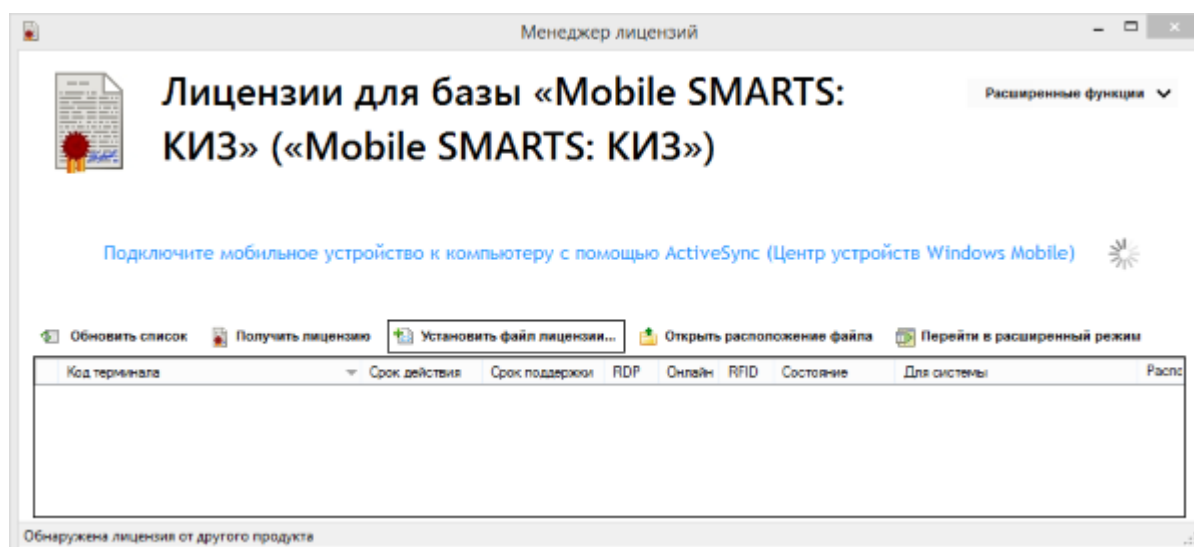 Менеджер лицензий
Лицензии для базы «Mobile SMARTS:
КИЗ» («Mobile SMARTS: КИЗ»)
Расширенные функции
Подключите мобильное устройство к компьютеру с помощью ActiveSync (Центр устройств Windows Mobile)
Обновить список Получить лицензию Установить файл лицензии... Открыть расположение файла Перейти в расширенный режим
Код терминала Срок действия Срок поддержки RDP Онлайн RFID Состояние Для системы Распо
Обнаружена лицензия от другого продукта